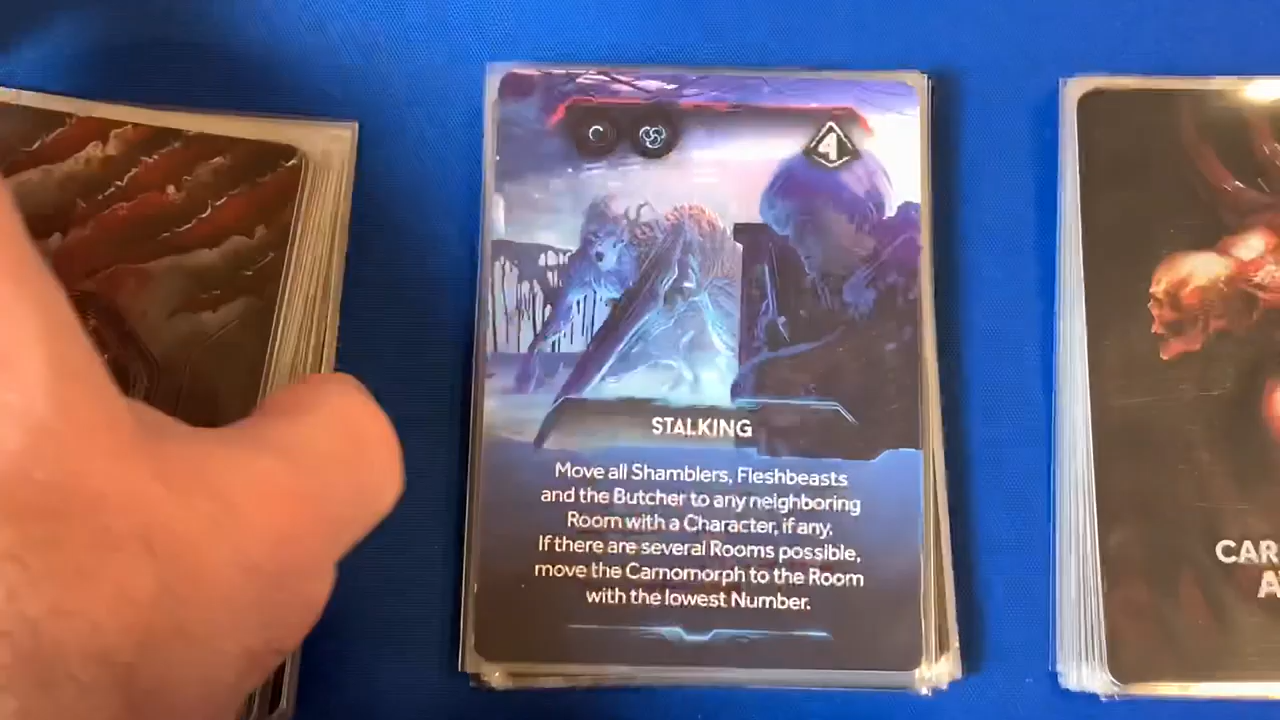 4
STALKING
Move all Shamblers, Fleshbeasts
and the Butcher to any neighboring
Room with a Character, if any.
If there are several Rooms possible,
move the Carnomorph to the Room
with the lowest Number.
CAR
A